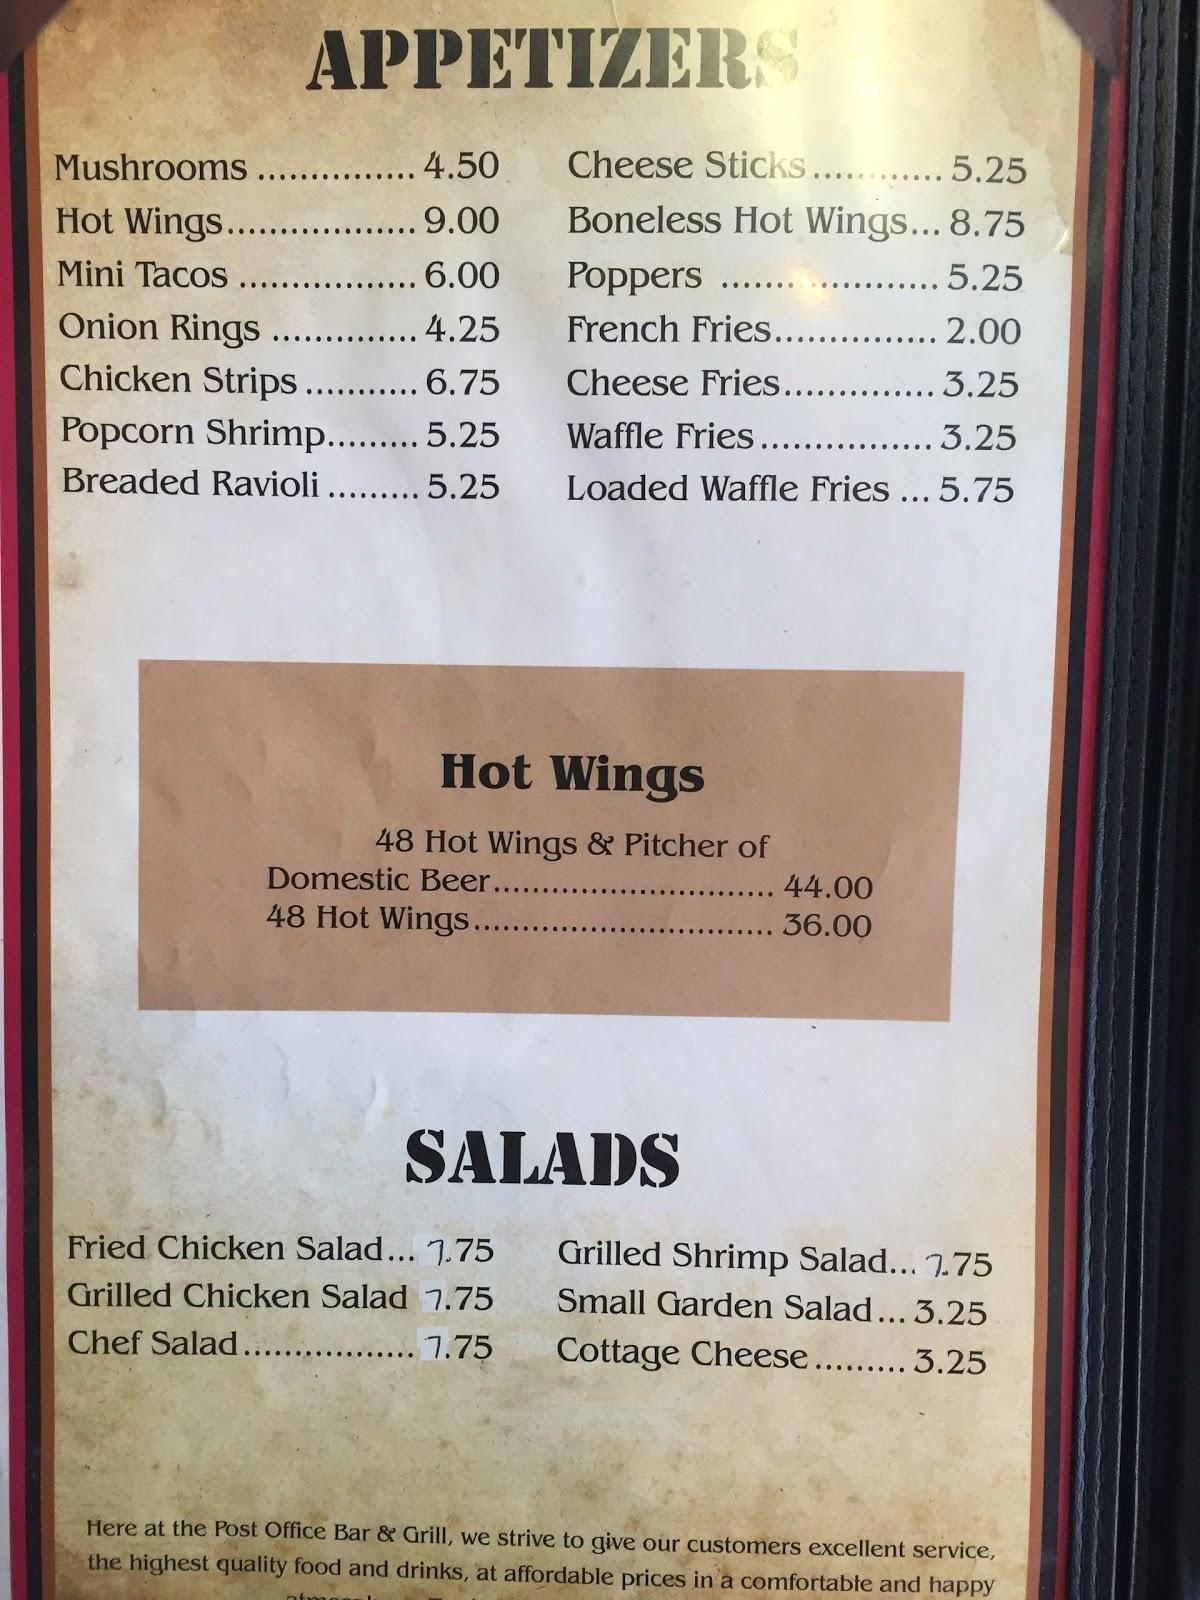 APPETIZERS
Mushrooms ............... 4.50
Hot Wings.................. 9.00
Mini Tacos ................. 6.00
Onion Rings .............. 4.25
Chicken Strips ........... 6.75
Popcorn Shrimp......... 5.25
Breaded Ravioli ......... 5.25
Cheese Sticks............ 5.25
Boneless Hot Wings... 8.75
Poppers .................... 5.25
French Fries................ 2.00
Cheese Fries............... 3.25
Waffle Fries................. 3.25
Loaded Waffle Fries ... 5.75
Hot Wings
48 Hot Wings & Pitcher of
Domestic Beer............................. 44.00
48 Hot Wings............................... 36.00
SALADS
Fried Chicken Salad... 7.75
Grilled Chicken Salad 7.75
Chef Salad................. 7.75
Grilled Shrimp Salad... 7.75
Small Garden Salad... 3.25
Cottage Cheese......... 3.25
Here at the Post Office Bar & Grill, we strive to give our customers excellent service,
the highest quality food and drinks, at affordable prices in a comfortable and happy